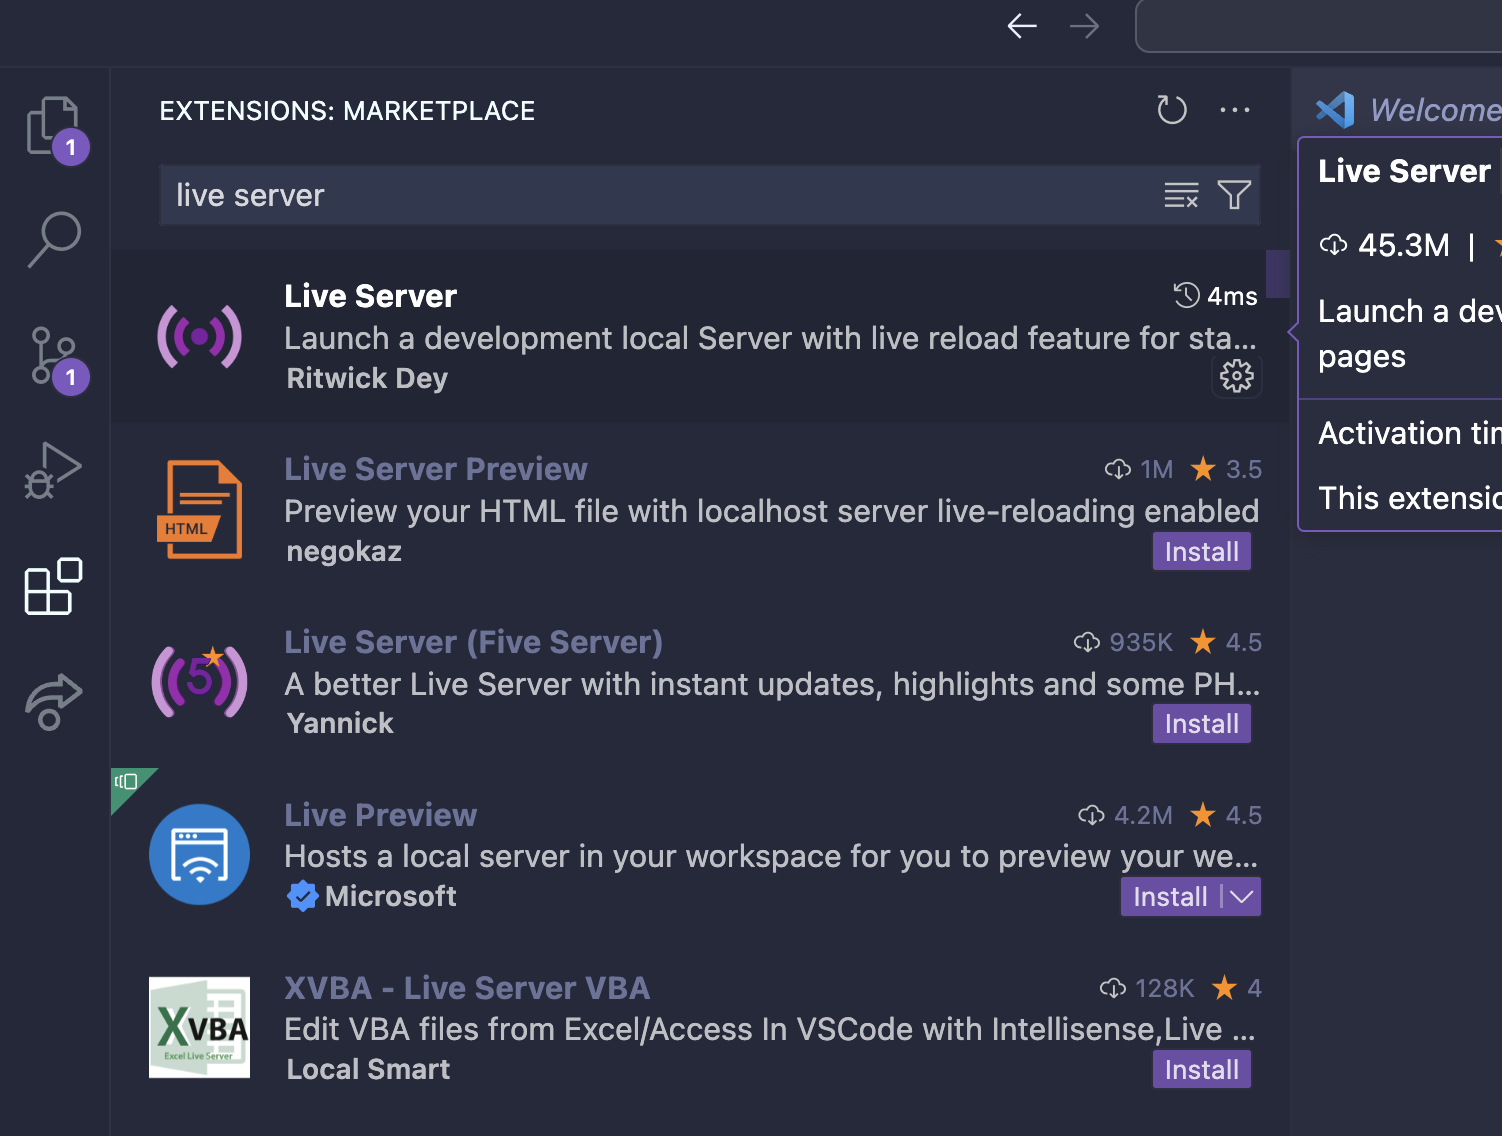 EXTENSIONS: MARKETPLACE
live server
Live Server
4ms
Launch a development local Server with live reload feature for sta...
Ritwick Dey
Live Server Preview
1M
3.5
Preview your HTML file with localhost server live-reloading enabled
HTML
negokaz
Install
Live Server (Five Server)
935K
4.5
A better Live Server with instant updates, highlights and some PH...
5
Yannick
Install
Live Preview
4.2M
4.5
Hosts a local server in your workspace for you to preview your we...
Microsoft
Install
XVBA - Live Server VBA
128K
4
Edit VBA files from Excel/Access In VSCode with Intellisense,Live ...
XVBA
Excel Live Server
Local Smart
Install
1
1
Welcome
Live Server
45.3M |
Launch a dev
pages
Activation tim
This extensio